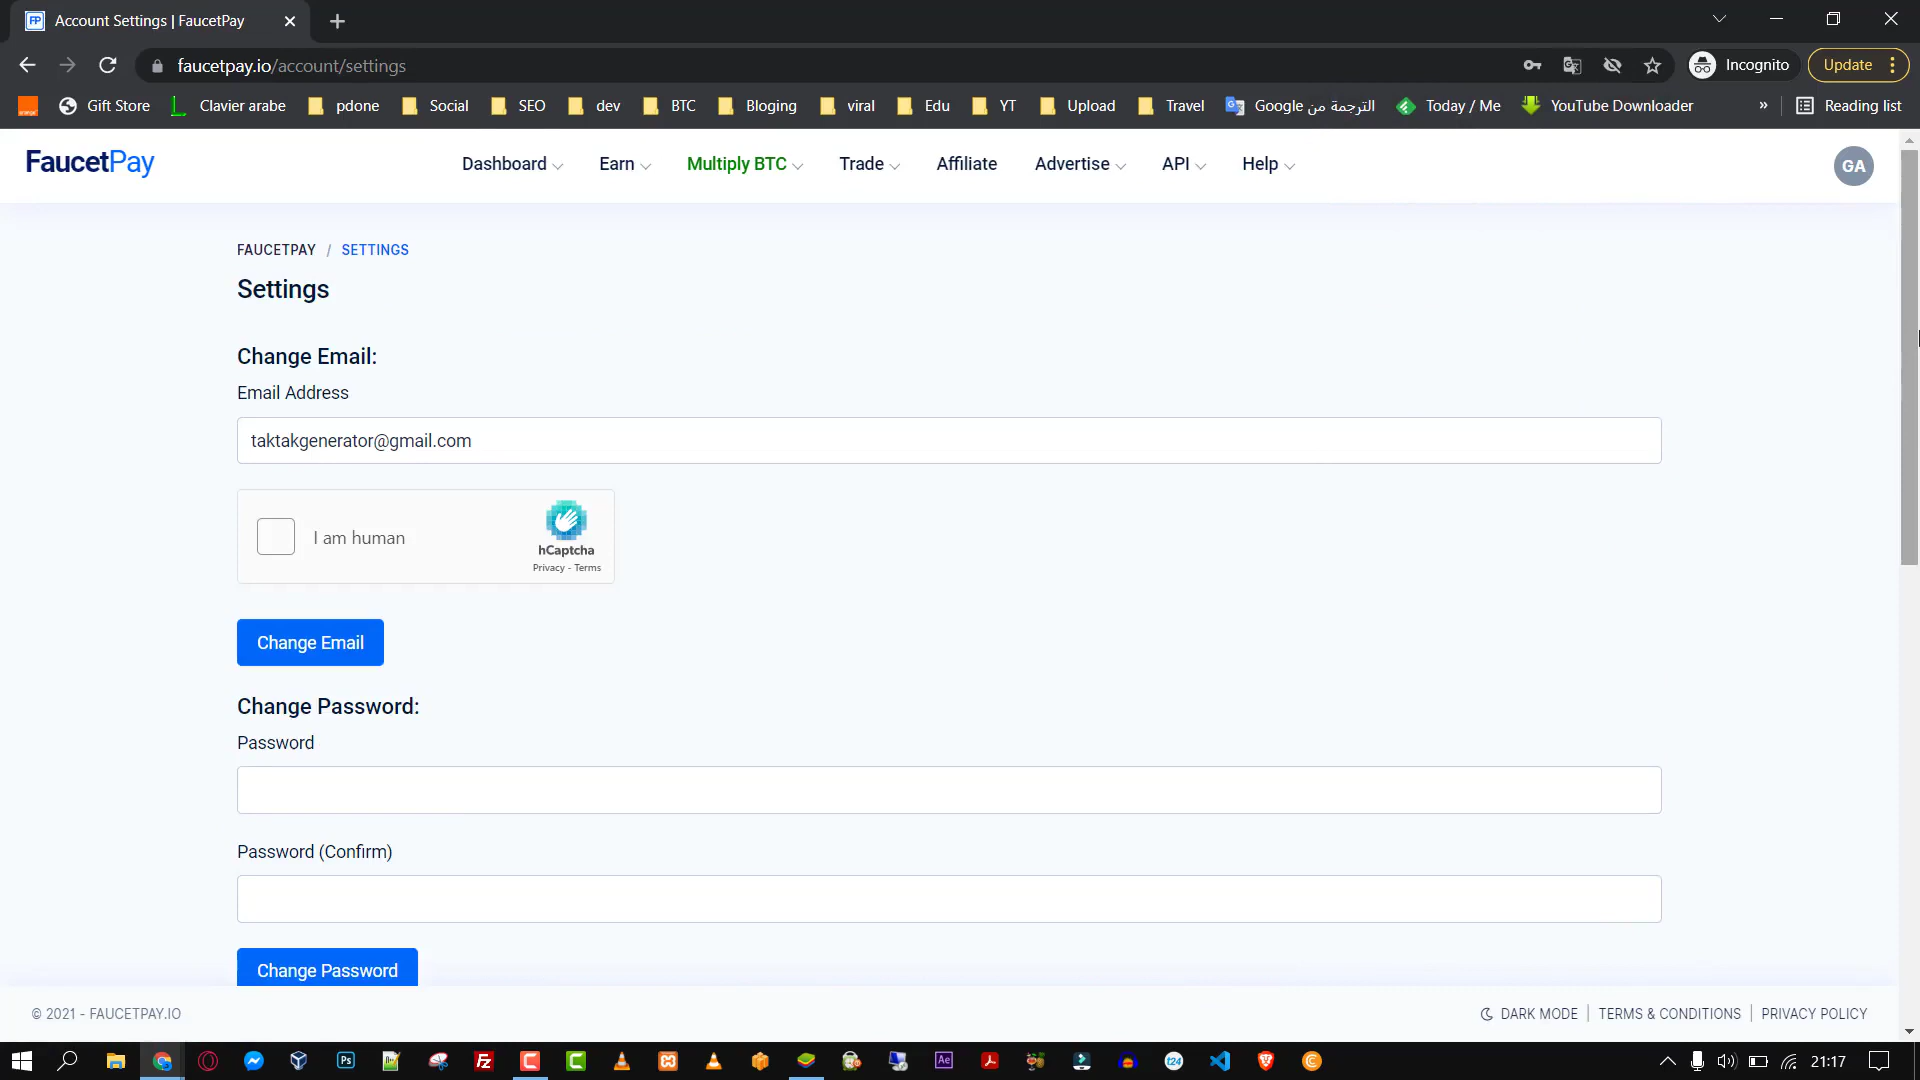 Account Settings | FaucetPay
faucetpay.io/account/settings
Incognito
Update
Gift Store
Clavier arabe
pdone
Social
SEO
dev
BTC
Bloging
viral
Edu
YT
Upload
Travel
الترجمة من Google
Today / Me
YouTube Downloader
»
Reading list
FaucetPay
Dashboard
Earn
Multiply BTC
Trade
Affiliate
Advertise
API
Help
GA
FAUCETPAY / SETTINGS
Settings
Change Email:
Email Address
taktakgenerator@gmail.com
I am human
hCaptcha
Privacy - Terms
Change Email
Change Password:
Password
Password (Confirm)
Change Password
© 2021 - FAUCETPAY.IO
DARK MODE
TERMS & CONDITIONS
PRIVACY POLICY
21:17